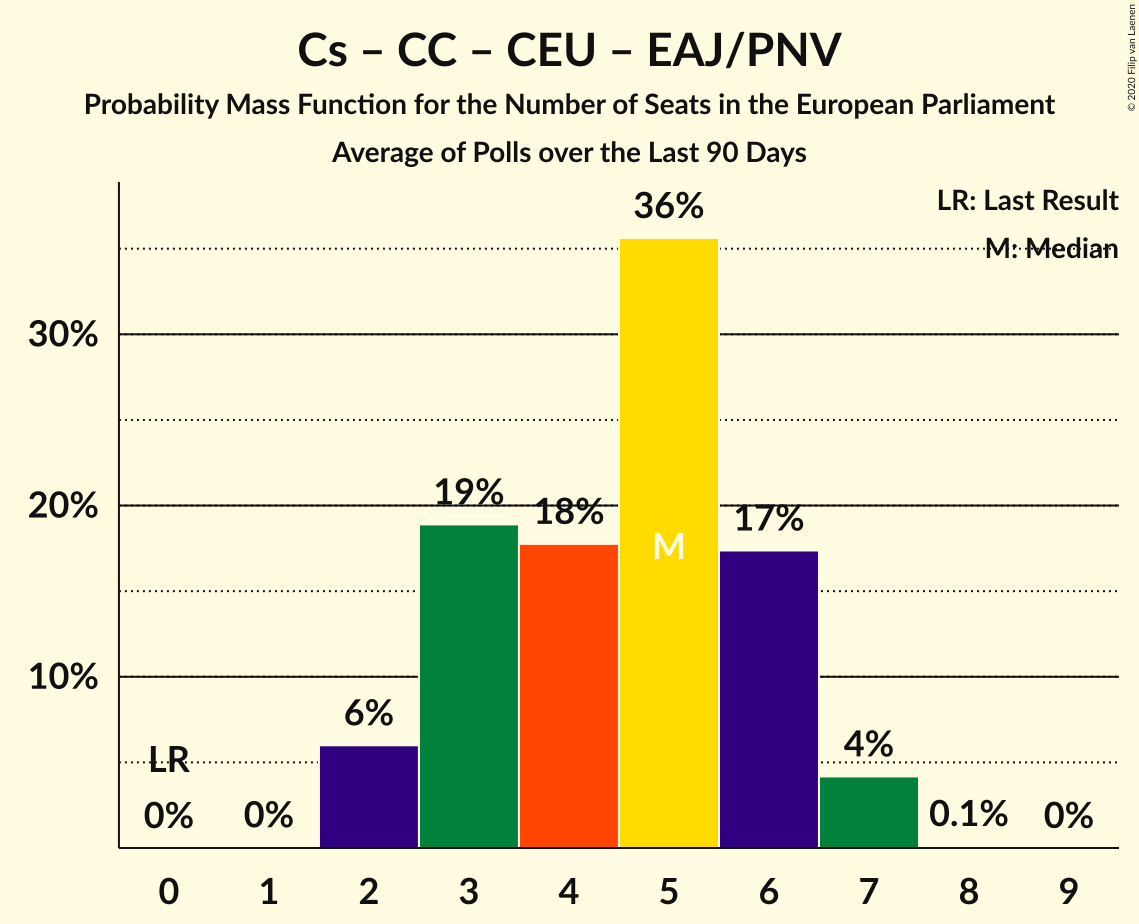 Cs – CC – CEU – EAJ/PNV
Probability Mass Function for the Number of Seats in the European Parliament
Average of Polls over the Last 90 Days
© 2020 Filip van Laenen
LR: Last Result
M: Median
36%
30%
20%
10%
19%
18%
17%
M
6%
4%
LR
0%
0%
0.1%
0%
0 1 2 3 4 5 6 7 8 9